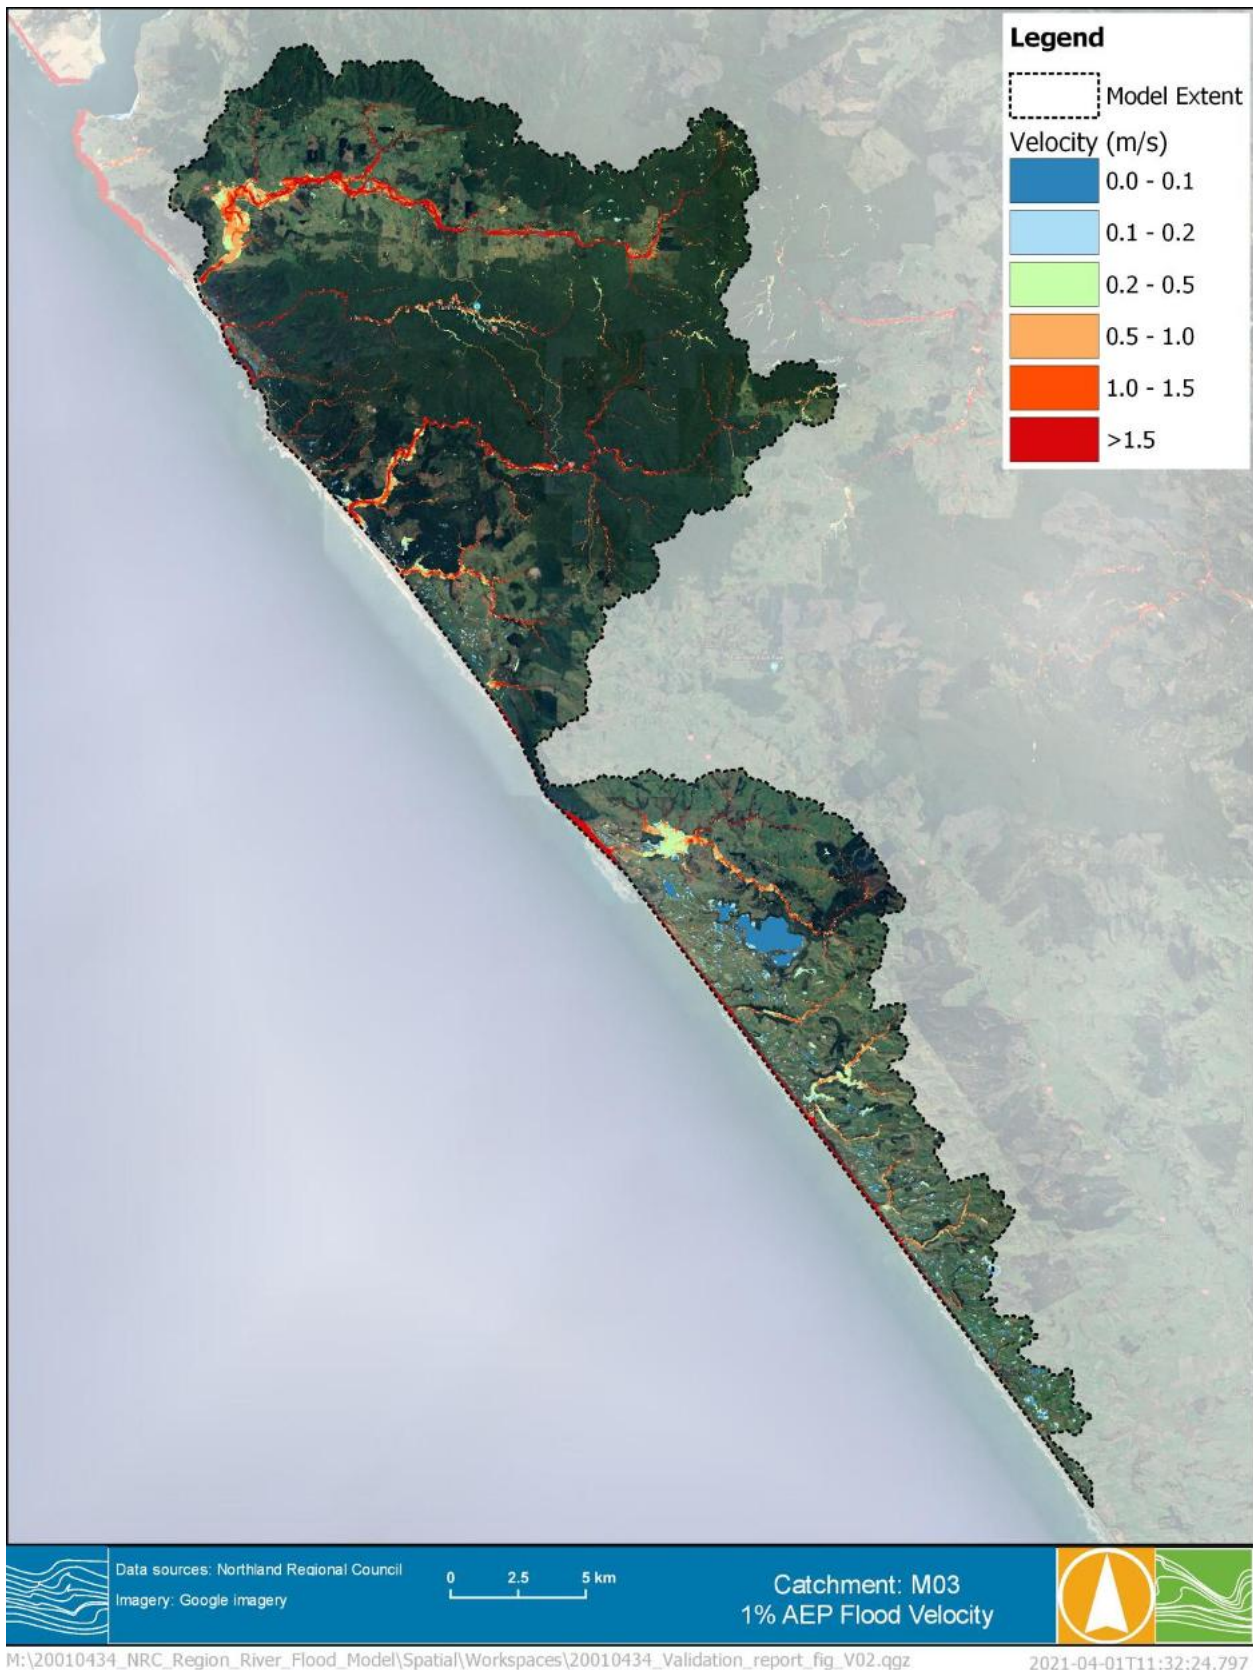 Legend
Model Extent
Velocity (m/s)
0.0 - 0.1
0.1 - 0.2
0.2 - 0.5
0.5 - 1.0
1.0 - 1.5
>1.5
Data sources: Northland Regional Council
Imagery: Google imagery
0 2.5 5 km
Catchment: M03
1% AEP Flood Velocity
M:\20010434_NRC_Region_River_Flood_Model\Spatial\Workspaces\20010434_Validation_report_fig_V02.qgz
2021-04-01T11:32:24.797